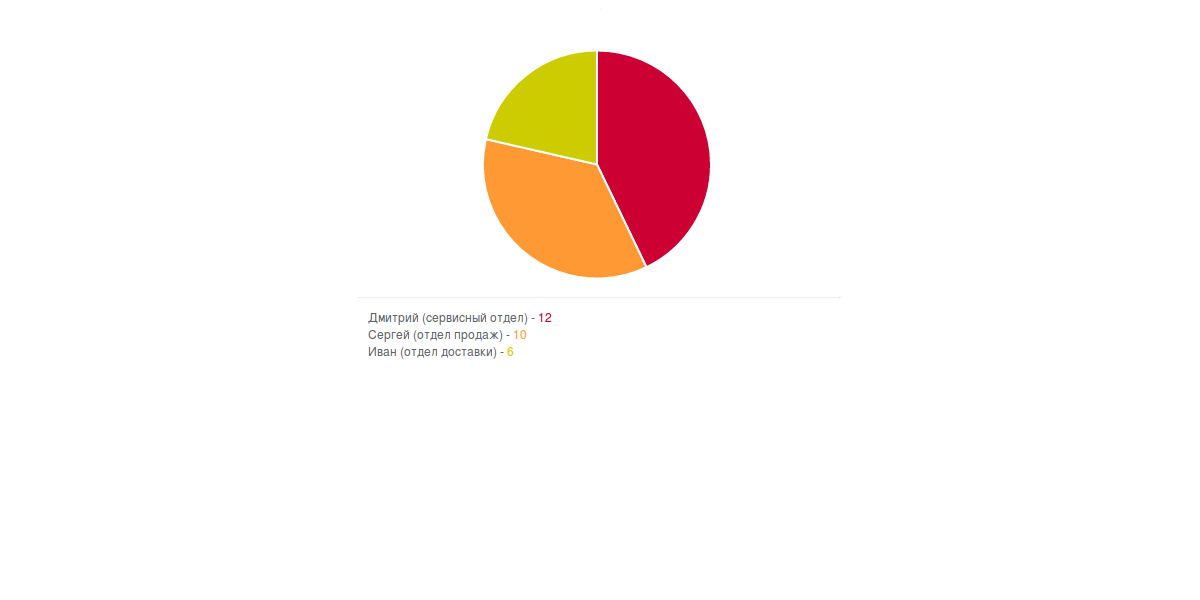 Дмитрий (сервисный отдел) - 12
Сергей (отдел продаж) - 10
Иван (отдел доставки) - 6